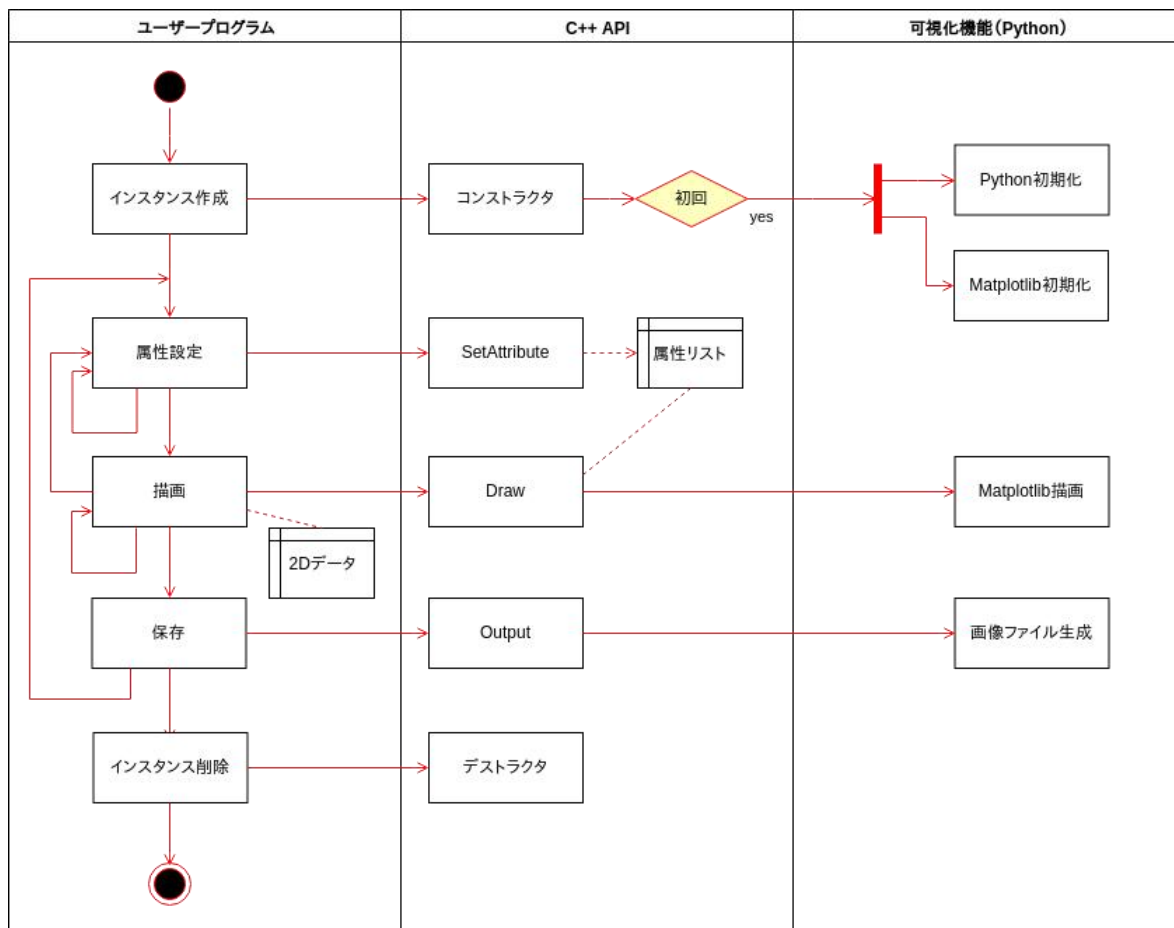 ユーザープログラム
C++ API
可視化機能(Python)
インスタンス作成
コンストラクタ
初回
yes
Python初期化
Matplotlib初期化
属性設定
SetAttribute
属性リスト
描画
Draw
Matplotlib描画
2Dデータ
保存
Output
画像ファイル生成
インスタンス削除
デストラクタ